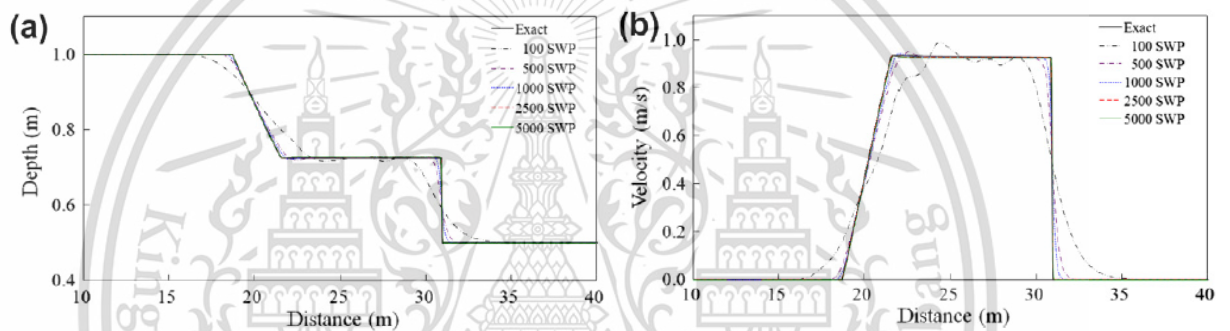 (a)
Exact
100 SWP
500 SWP
1000 SWP
2500 SWP
5000 SWP
Depth (m)
1.0
0.8
0.6
0.4
10 15 20 25 30 35 40
Distance (m)
(b)
Exact
100 SWP
500 SWP
1000 SWP
2500 SWP
5000 SWP
Velocity (m/s)
1.0
0.8
0.6
0.4
0.2
0.0
10 15 20 25 30 35 40
Distance (m)
King